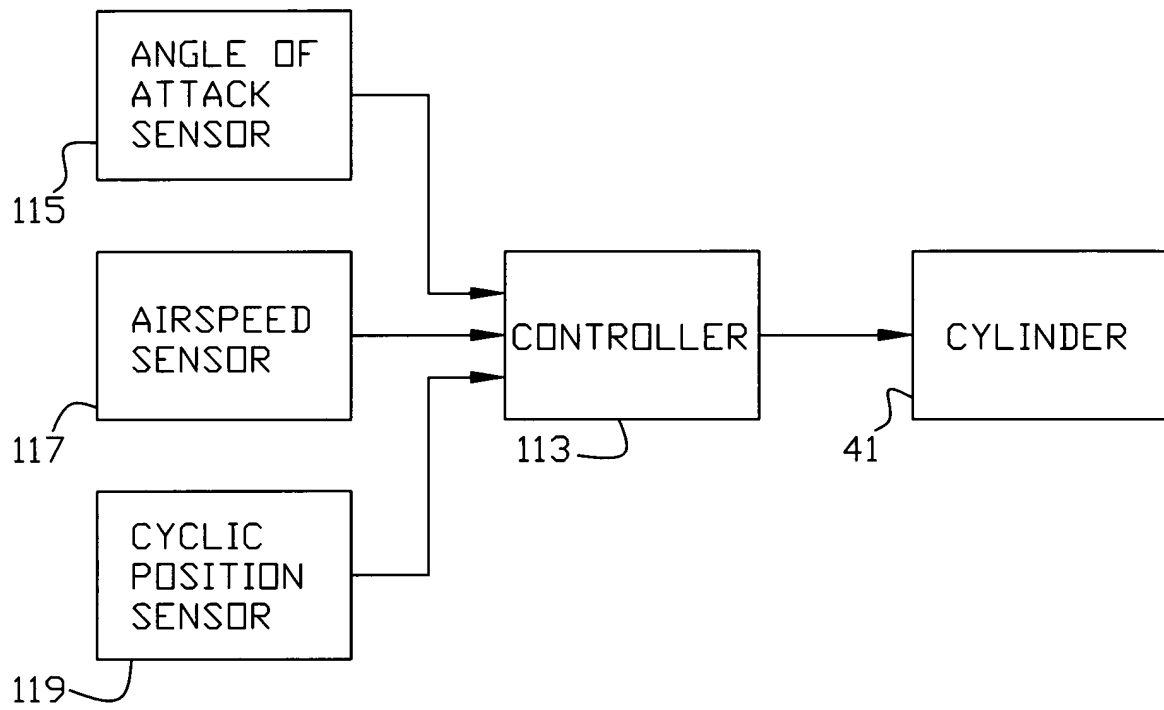 ANGLE OF
ATTACK
SENSOR
115
AIRSPEED
SENSOR
117
CYCLIC
POSITION
SENSOR
119
CONTROLLER
113
CYLINDER
41